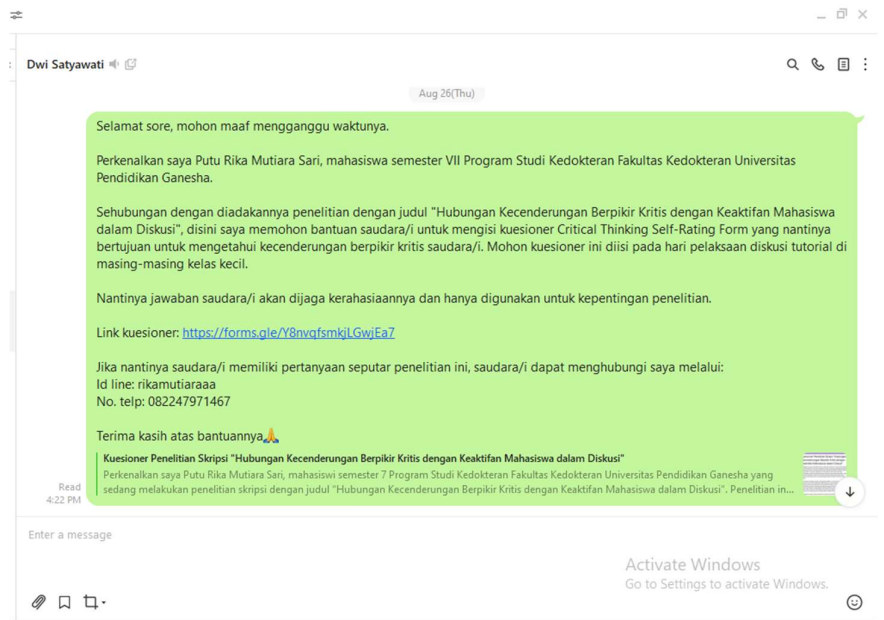 Dwi Satyawati
Aug 26(Thu)
Selamat sore, mohon maaf mengganggu waktunya.
Perkenalkan saya Putu Rika Mutiara Sari, mahasiswa semester VII Program Studi Kedokteran Fakultas Kedokteran Universitas
Pendidikan Ganesha.
Sehubungan dengan diadakannya penelitian dengan judul "Hubungan Kecenderungan Berpikir Kritis dengan Keaktifan Mahasiswa
dalam Diskusi", disini saya memohon bantuan saudara/i untuk mengisi kuesioner Critical Thinking Self-Rating Form yang nantinya
bertujuan untuk mengetahui kecenderungan berpikir kritis saudara/i. Mohon kuesioner ini diisi pada hari pelaksaan diskusi tutorial di
masing-masing kelas kecil.
Nantinya jawaban saudara/i akan dijaga kerahasiaannya dan hanya digunakan untuk kepentingan penelitian.
Link kuesioner: https://forms.gle/Y8nvqfsmkjLGwjEa7
Jika nantinya saudara/i memiliki pertanyaan seputar penelitian ini, saudara/i dapat menghubungi saya melalui:
Id line: rikamutiaraaa
No. telp: 082247971467
Terima kasih atas bantuannya🙏
Kuesioner Penelitian Skripsi "Hubungan Kecenderungan Berpikir Kritis dengan Keaktifan Mahasiswa dalam Diskusi"
Perkenalkan saya Putu Rika Mutiara Sari, mahasiswi semester 7 Program Studi Kedokteran Fakultas Kedokteran Universitas Pendidikan Ganesha yang
sedang melakukan penelitian skripsi dengan judul "Hubungan Kecenderungan Berpikir Kritis dengan Keaktifan Mahasiswa dalam Diskusi". Penelitian in...
Read
4:22 PM
Enter a message
Activate Windows
Go to Settings to activate Windows.